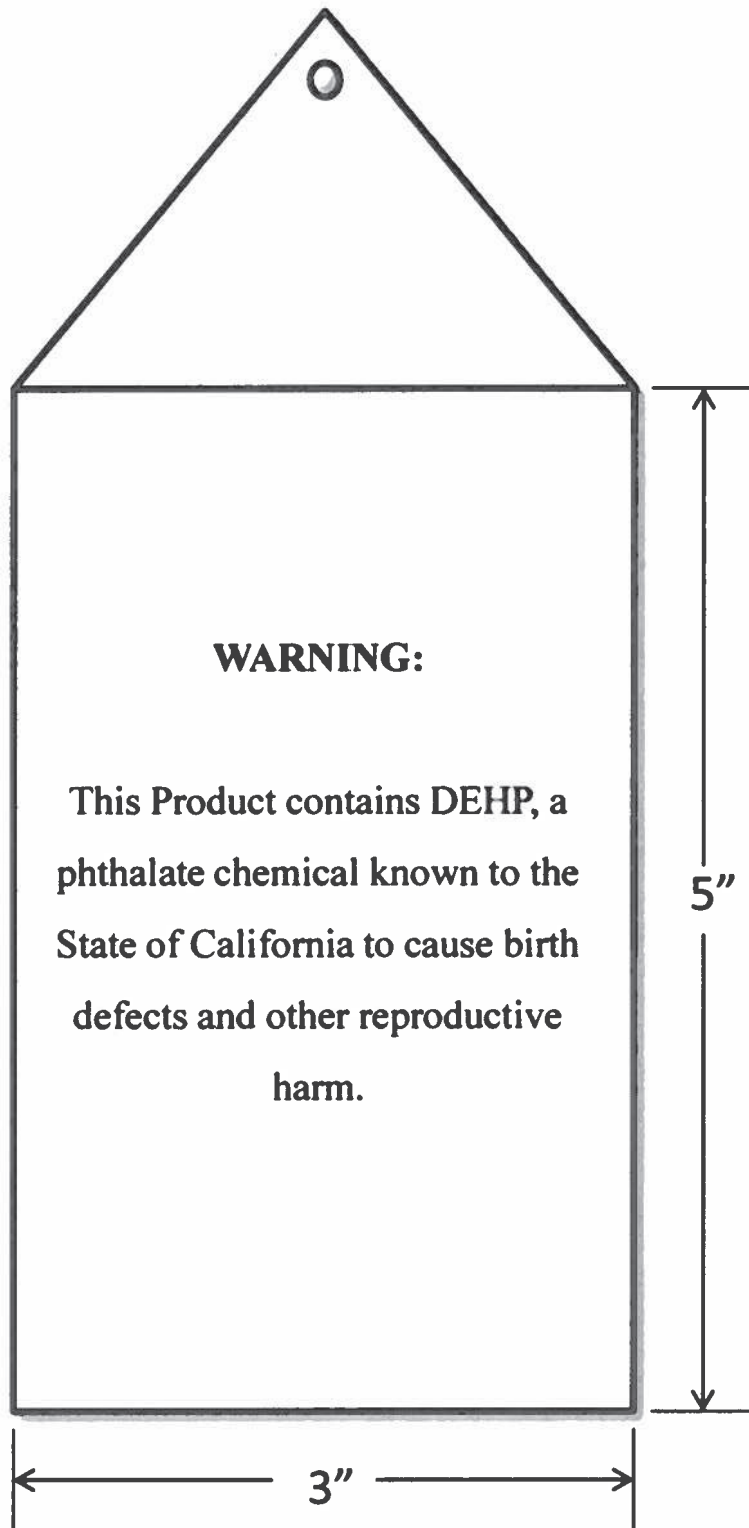 WARNING:
This Product contains DEHP, a
phthalate chemical known to the
State of California to cause birth
defects and other reproductive
harm.
5”
3”